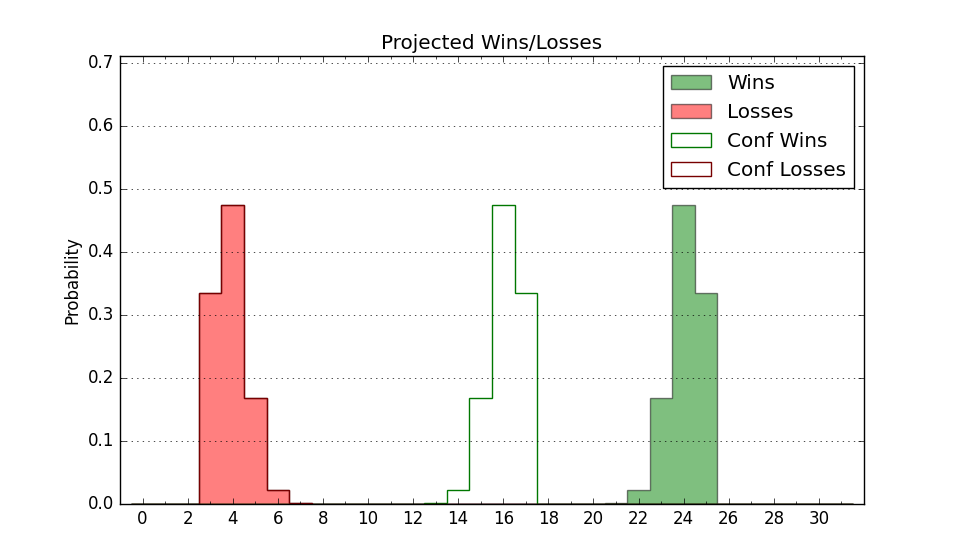 Projected Wins/Losses
0.7
0.6
0.5
0.4
0.3
0.2
0.1
0.0
Probability
Wins
Losses
Conf Wins
Conf Losses
0 2 4 6 8 10 12 14 16 18 20 22 24 26 28 30